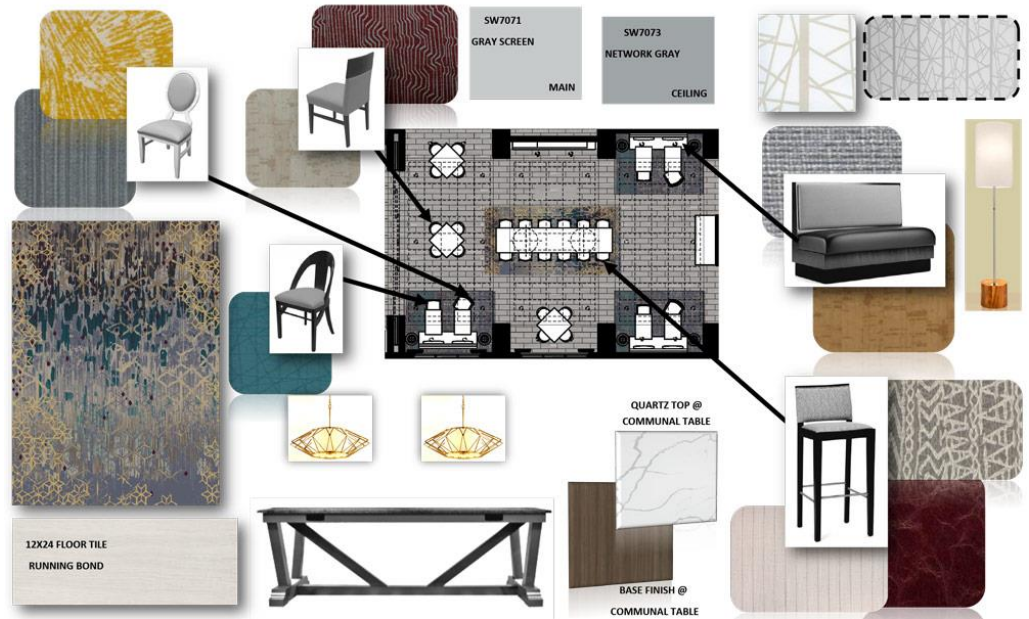 SW7071
GRAY SCREEN
MAIN
SW7073
NETWORK GRAY
CEILING
QUARTZ TOP @
COMMUNAL TABLE
12X24 FLOOR TILE
RUNNING BOND
BASE FINISH @
COMMUNAL TABLE